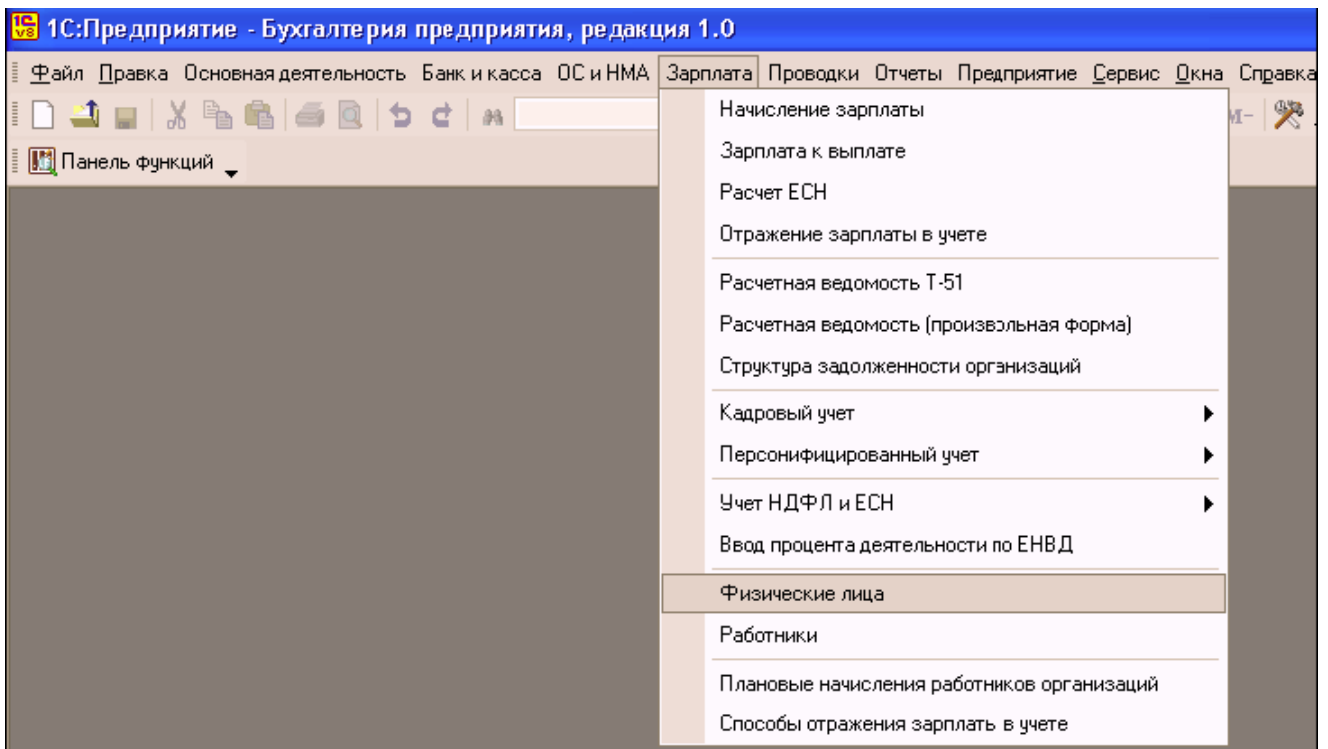 1С:Предприятие - Бухгалтерия предприятия, редакция 1.0
Файл Правка Основная деятельность Банк и касса ОС и НМА Зарплата Проводки Отчеты Предприятие Сервис Окна Справка
М-
Панель функций
Начисление зарплаты
Зарплата к выплате
Расчет ЕСН
Отражение зарплаты в учете
Расчетная ведомость Т-51
Расчетная ведомость (произвольная форма)
Структура задолженности организаций
Кадровый учет
Персонифицированный учет
Учет НДФЛ и ЕСН
Ввод процента деятельности по ЕНВД
Физические лица
Работники
Плановые начисления работников организаций
Способы отражения зарплать в учете